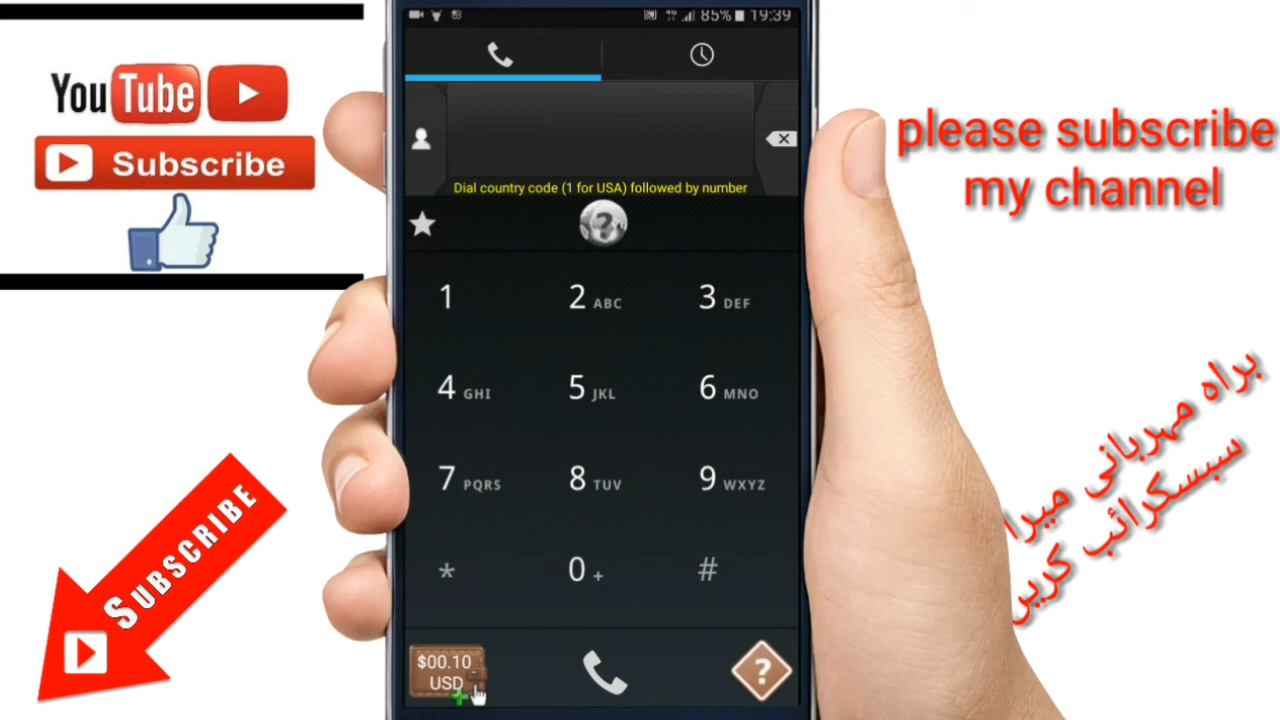 YouTube
Subscribe
SUBSCRIBE
85% 19:39
Dial country code (1 for USA) followed by number
1
2 ABC
3 DEF
4 GHI
5 JKL
6 MNO
7 PQRS
8 TUV
9 WXYZ
*
0 +
#
$00.10
USD
?
please subscribe
my channel
براہ مہربانی میرا
سبسکرائب کریں